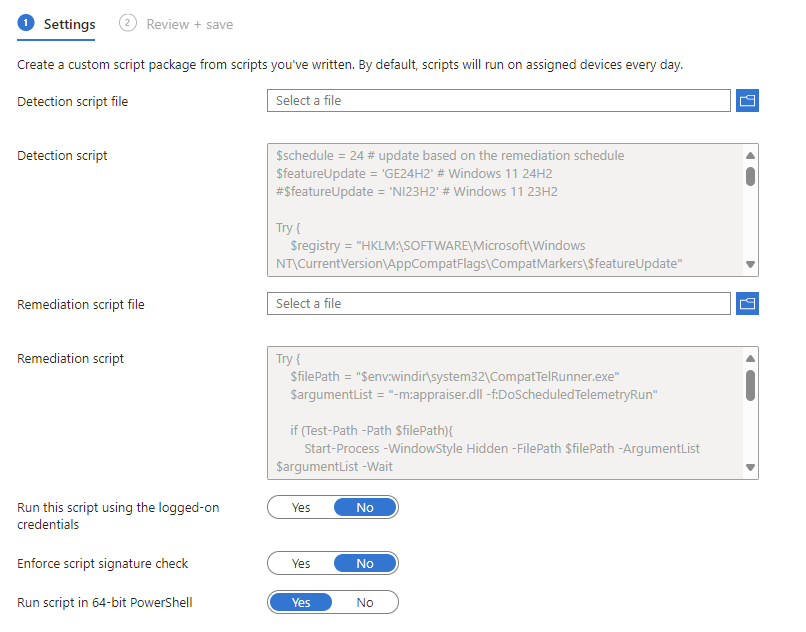 1 Settings 2 Review + save
Create a custom script package from scripts you've written. By default, scripts will run on assigned devices every day.
Detection script file
Select a file
Detection script
$schedule = 24 # update based on the remediation schedule
$featureUpdate = 'GE24H2' # Windows 11 24H2
#$featureUpdate = 'NI23H2' # Windows 11 23H2
Try {
$registry = "HKLM:\SOFTWARE\Microsoft\Windows
NT\CurrentVersion\AppCompatFlags\CompatMarkers\$featureUpdate"
Remediation script file
Select a file
Remediation script
Try {
$filePath = "$env:windir\system32\CompatTelRunner.exe"
$argumentList = "-m:appraiser.dll -f:DoScheduledTelemetryRun"
if (Test-Path -Path $filePath){
Start-Process -WindowStyle Hidden -FilePath $filePath -ArgumentList
$argumentList -Wait
Run this script using the logged-on
credentials
Yes No
Enforce script signature check
Yes No
Run script in 64-bit PowerShell
Yes No